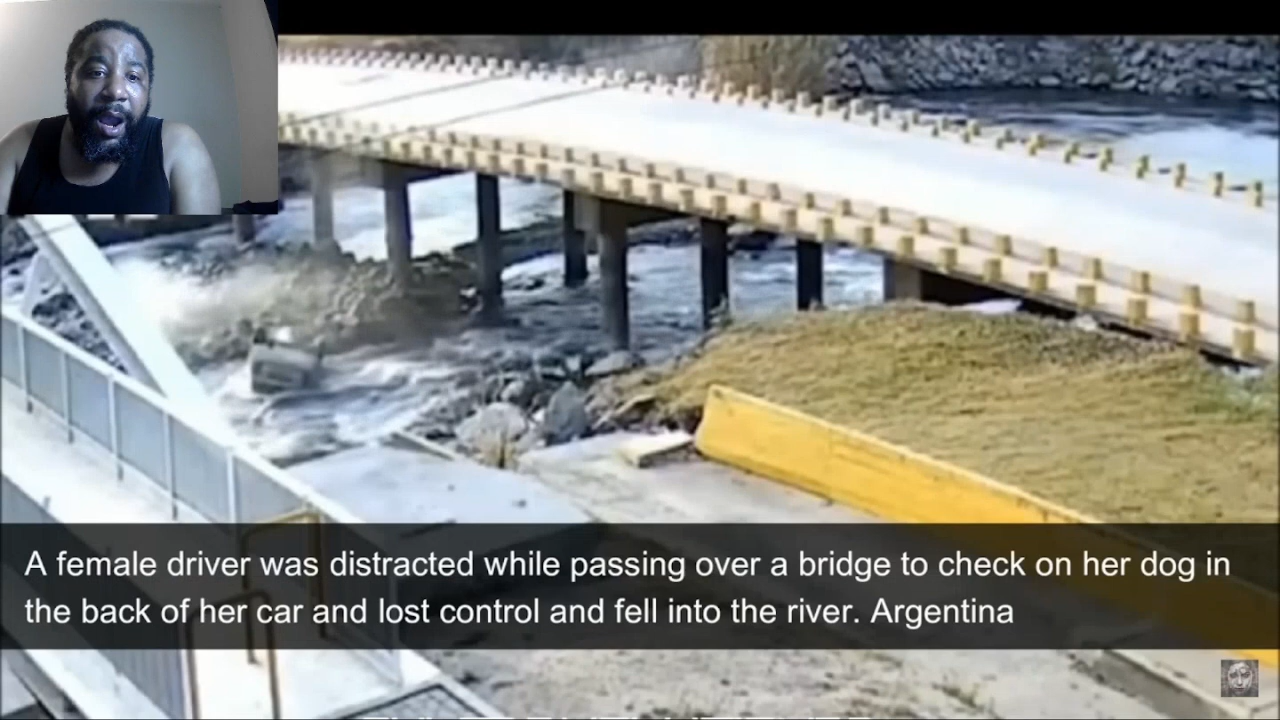 A female driver was distracted while passing over a bridge to check on her dog in
the back of her car and lost control and fell into the river. Argentina